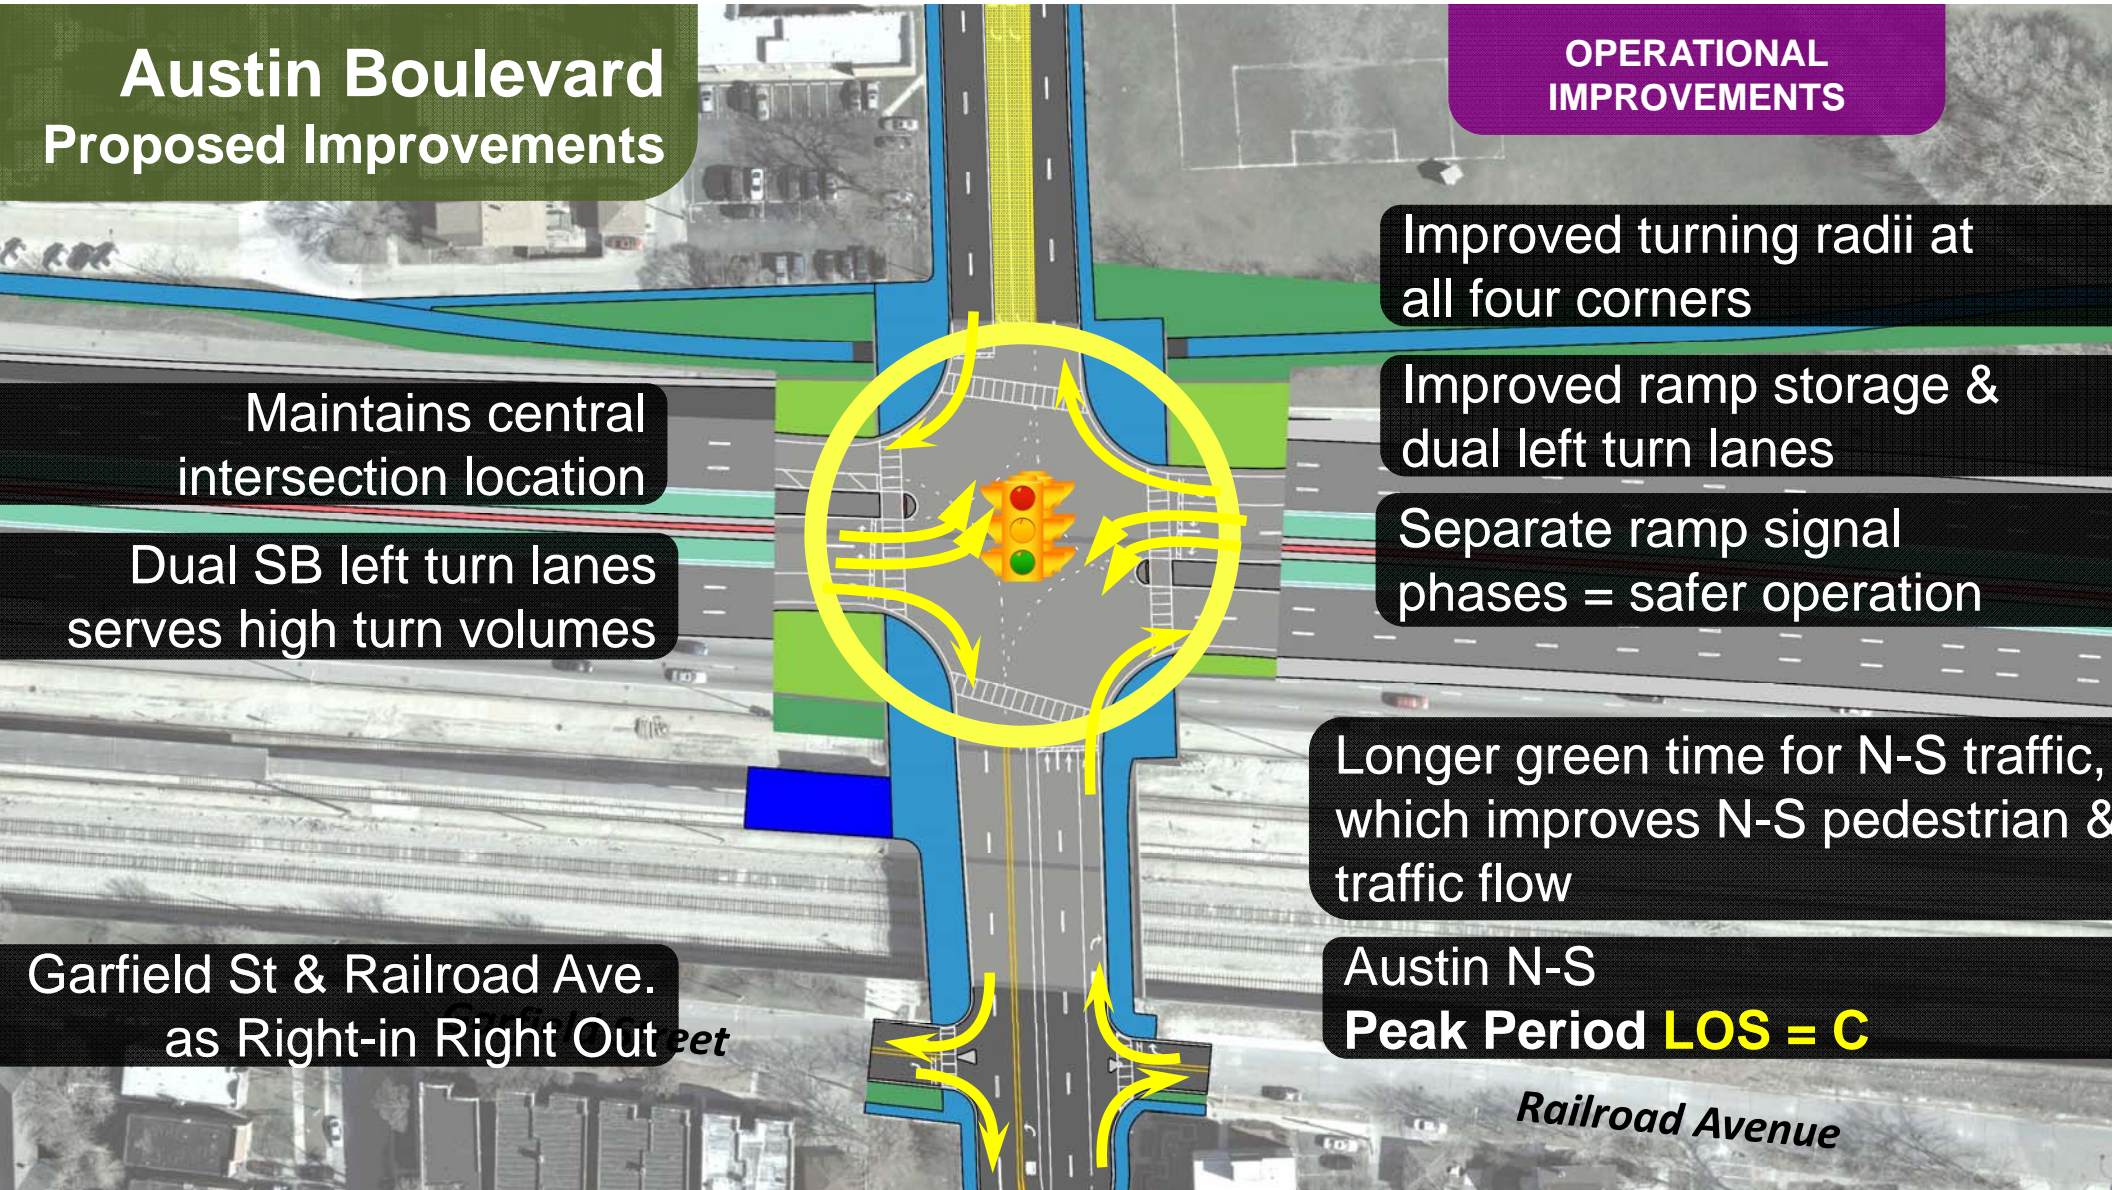 Austin Boulevard
Proposed Improvements
OPERATIONAL
IMPROVEMENTS
Improved turning radii at
all four corners
Maintains central
intersection location
Improved ramp storage &
dual left turn lanes
Dual SB left turn lanes
serves high turn volumes
Separate ramp signal
phases = safer operation
Longer green time for N-S traffic,
which improves N-S pedestrian &
traffic flow
Garfield St & Railroad Ave.
as Right-in Right Out
Garfield Street
Austin N-S
Peak Period LOS = C
Railroad Avenue